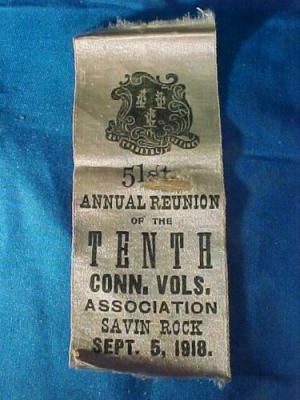 51st
ANNUAL REUNION
OF THE
TENTH
CONN. VOLS.
ASSOCIATION
SAVIN ROCK
SEPT. 5, 1918.